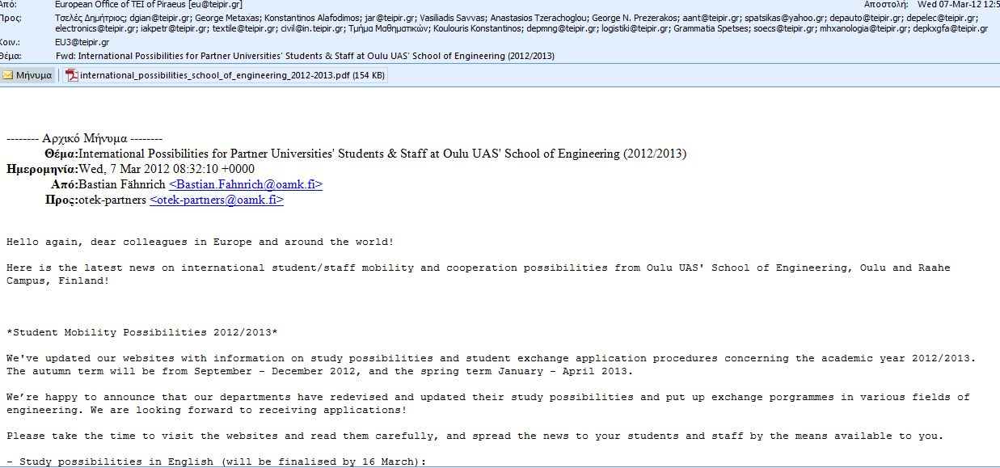 Από: European Office of TEI of Piraeus [eu@teipir.gr] Αποστολή: Wed 07-Mar-12 12:5
Προς: Τσελές Δημήτριος; dgian@teipir.gr; George Metaxas; Konstantinos Alafodimos; jar@teipir.gr; Vasiliadis Savvas; Anastasios Tzerachoglou; George N. Prezerakos; aant@teipir.gr; spatsikas@yahoo.gr; depauto@teipir.gr; depelec@teipir.gr;
electronics@teipir.gr; iakpetr@teipir.gr; textile@teipir.gr; civil@in.teipir.gr; Τμήμα Μαθηματικών; Koulouris Konstantinos; depmng@teipir.gr; logistiki@teipir.gr; Grammatia Spetses; soecs@teipir.gr; mhxanologia@teipir.gr; depkxgfa@teipir.gr
Κοιν.: EU3@teipir.gr
Θέμα: Fwd: International Possibilities for Partner Universities' Students & Staff at Oulu UAS' School of Engineering (2012/2013)
Μήνυμα international_possibilities_school_of_engineering_2012-2013.pdf (154 KB)
-------- Αρχικό Μήνυμα --------
Θέμα:International Possibilities for Partner Universities' Students & Staff at Oulu UAS' School of Engineering (2012/2013)
Ημερομηνία:Wed, 7 Mar 2012 08:32:10 +0000
Από:Bastian Fähnrich <Bastian.Fahnrich@oamk.fi>
Προς:otek-partners <otek-partners@oamk.fi>
Hello again, dear colleagues in Europe and around the world!
Here is the latest news on international student/staff mobility and cooperation possibilities from Oulu UAS' School of Engineering, Oulu and Raahe
Campus, Finland!
*Student Mobility Possibilities 2012/2013*
We've updated our websites with information on study possibilities and student exchange application procedures concerning the academic year 2012/2013.
The autumn term will be from September - December 2012, and the spring term January - April 2013.
We're happy to announce that our departments have redevised and updated their study possibilities and put up exchange porgrammes in various fields of
engineering. We are looking forward to receiving applications!
Please take the time to visit the websites and read them carefully, and spread the news to your students and staff by the means available to you.
- Study possibilities in English (will be finalised by 16 March):